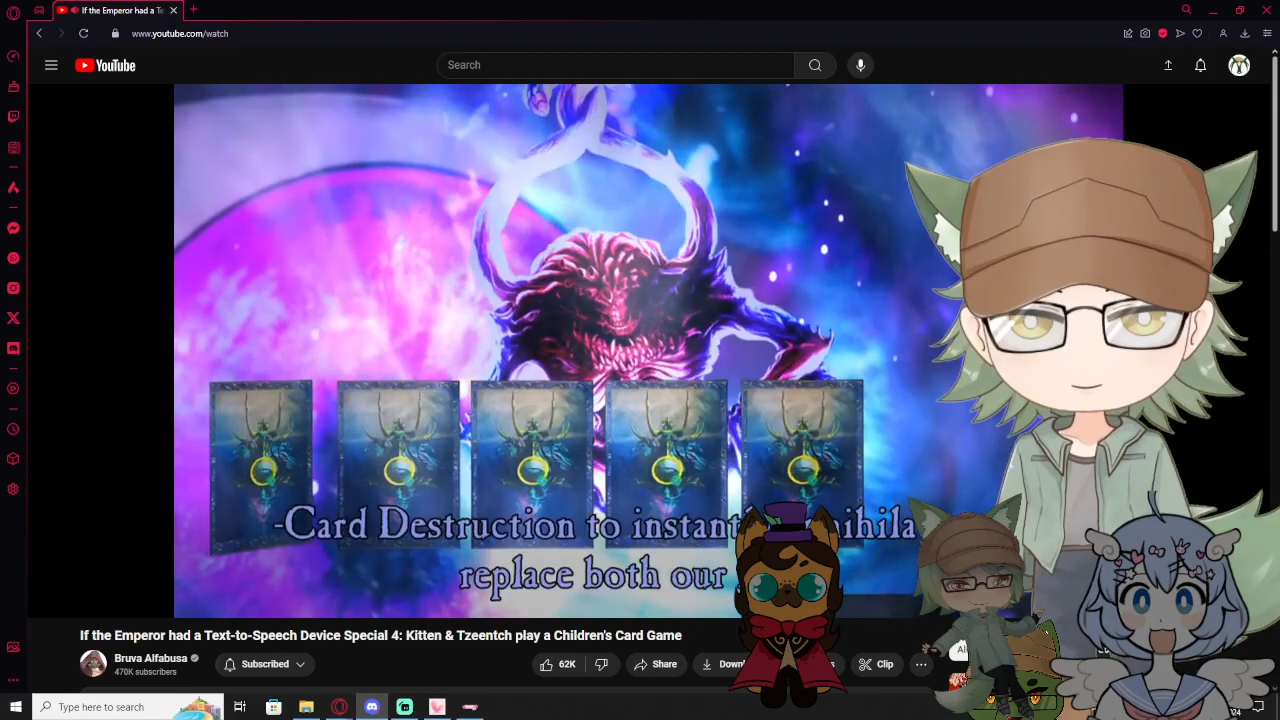 If the Emperor had a Te
www.youtube.com/watch
YouTube
Search
-Card Destruction to
replace both our
If the Emperor had a Text-to-Speech Device Special 4: Kitten & Tzeentch play a Children's Card Game
Bruva Alfabusa
470K subscribers
Subscribed
62K
Share
Clip
Type here to search